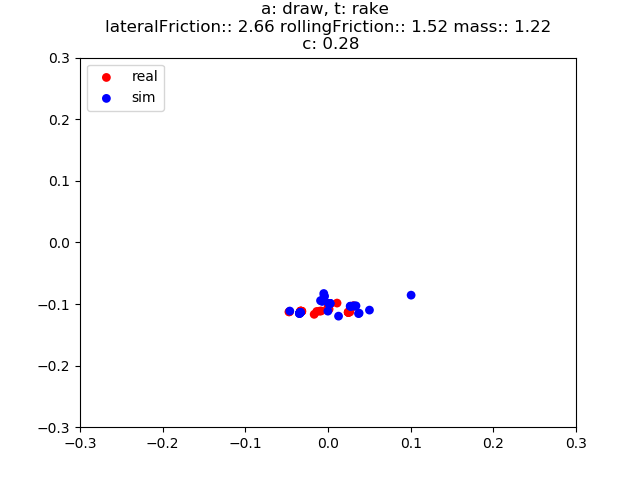 a: draw, t: rake
lateralFriction:: 2.66 rollingFriction:: 1.52 mass:: 1.22
c: 0.28
real
sim
0.3
0.2
0.1
0.0
−0.1
−0.2
−0.3
−0.3 −0.2 −0.1 0.0 0.1 0.2 0.3